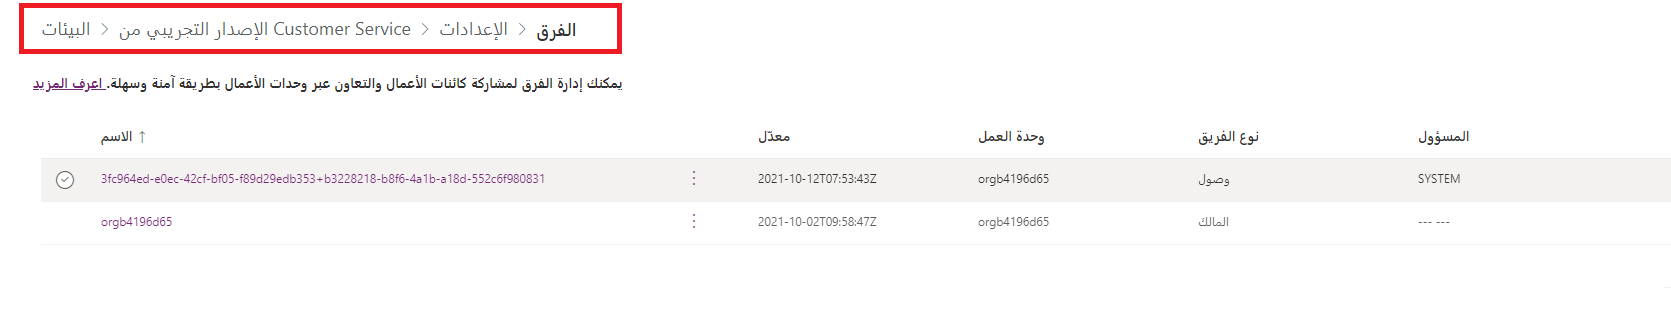 البيئات > الإصدار التجريبي من Customer Service > الإعدادات > الفرق
يمكنك إدارة الفرق لمشاركة كائنات الأعمال والتعاون عبر وحدات الأعمال بطريقة آمنة وسهلة. اعرف المزيد
الاسم ↑ معدّل وحدة العمل نوع الفريق المسؤول
3fc964ed-e0ec-42cf-bf05-f89d29edb353+b3228218-b8f6-4a1b-a18d-552c6f980831 2021-10-12T07:53:43Z orgb4196d65 وصول SYSTEM
orgb4196d65 2021-10-02T09:58:47Z orgb4196d65 المالك --- ---